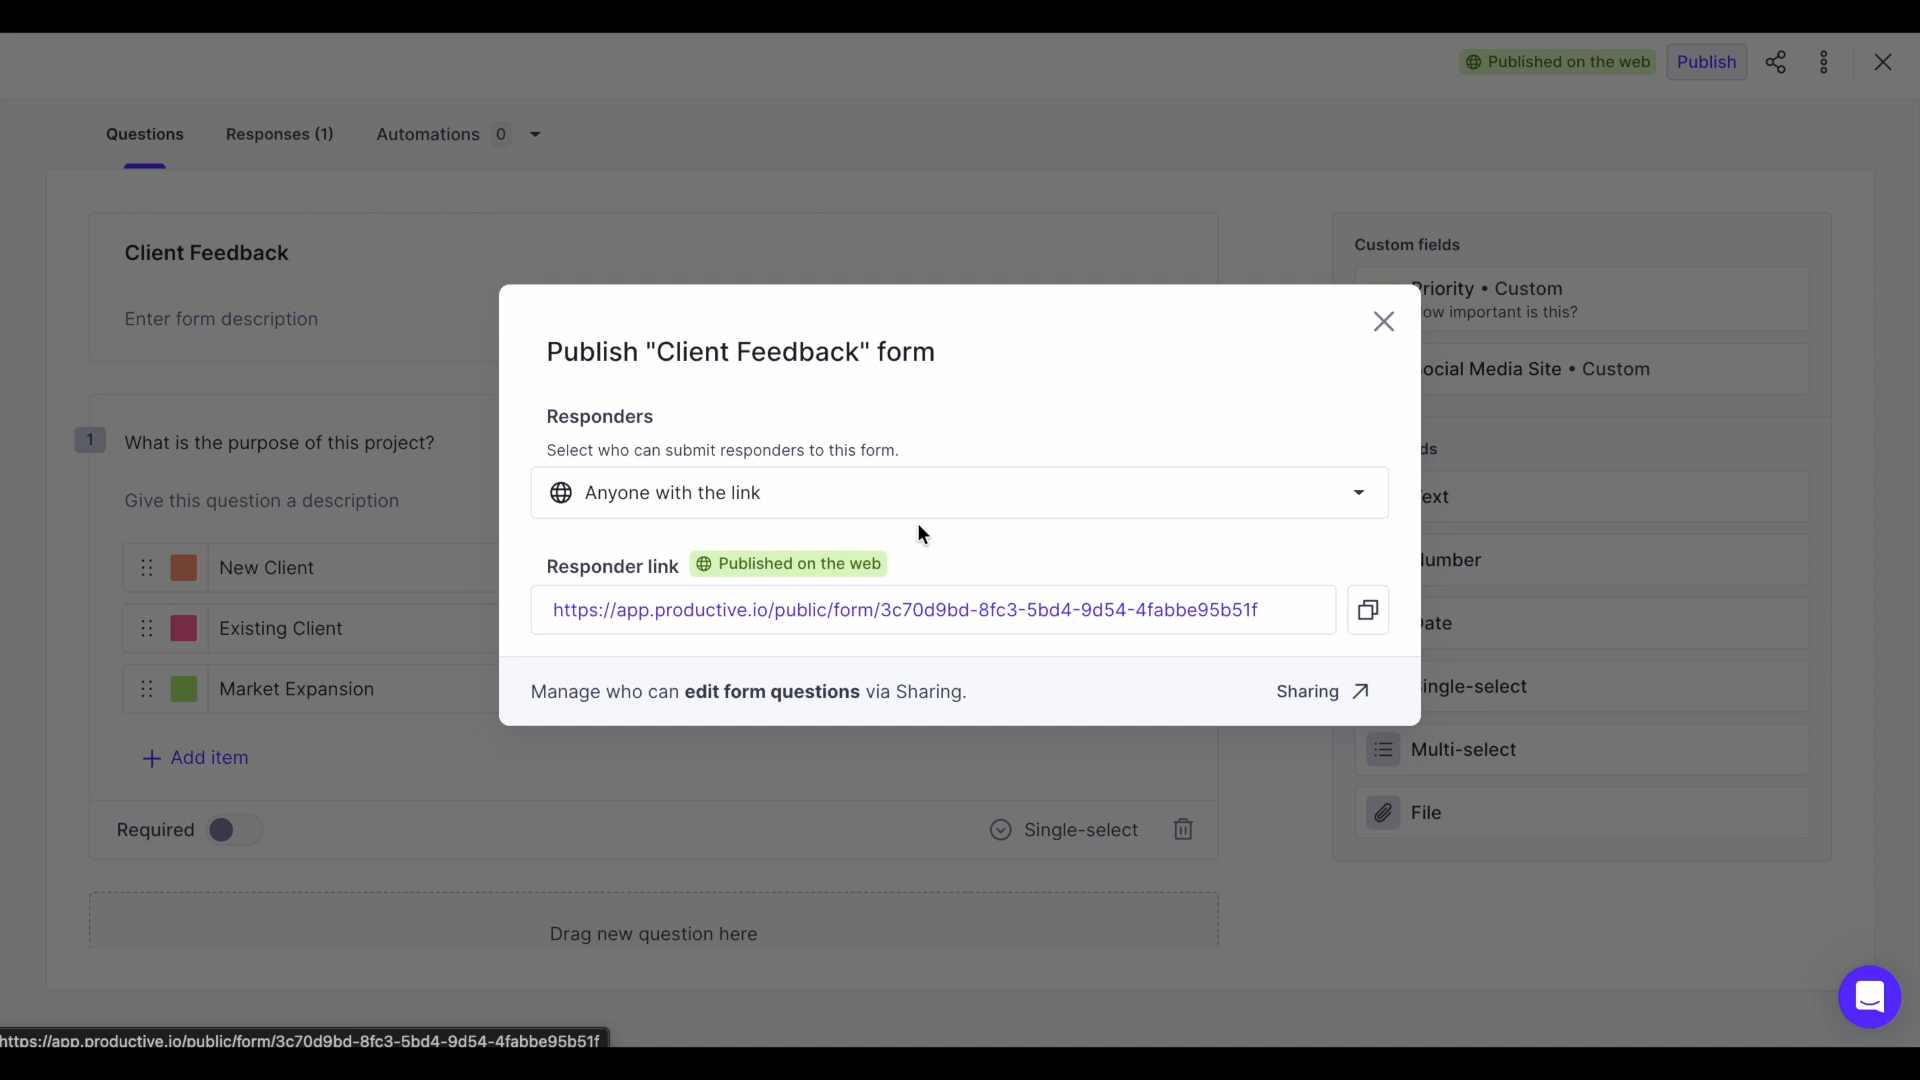 Published on the web
Publish
Questions
Responses (1)
Automations 0
Client Feedback
Enter form description
1
What is the purpose of this project?
Give this question a description
New Client
Existing Client
Market Expansion
Add item
Required
Single-select
Drag new question here
Publish "Client Feedback" form
Responders
Select who can submit responders to this form.
Anyone with the link
Responder link
Published on the web
https://app.productive.io/public/form/3c70d9bd-8fc3-5bd4-9d54-4fabbe95b51f
Manage who can edit form questions via Sharing.
Sharing
Custom fields
riority • Custom
ow important is this?
ocial Media Site • Custom
ds
ext
umber
ate
ingle-select
Multi-select
File
https://app.productive.io/public/form/3c70d9bd-8fc3-5bd4-9d54-4fabbe95b51f